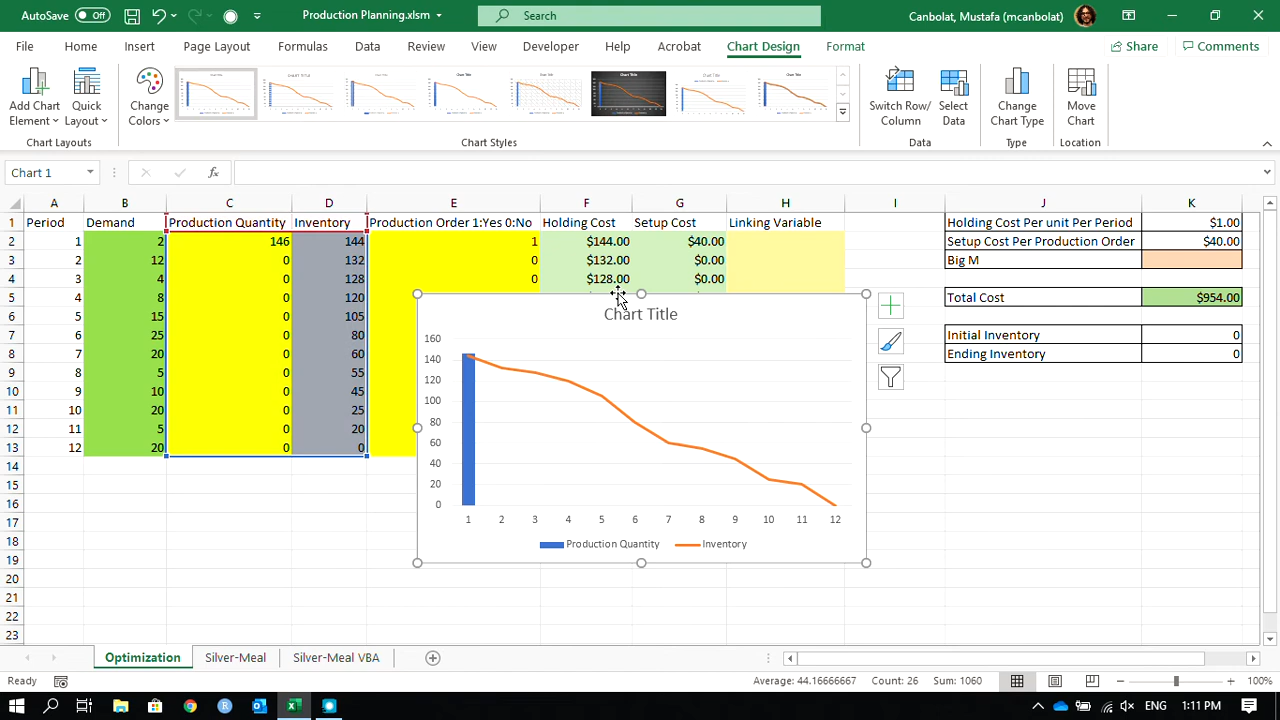 AutoSave Off Production Planning.xlsm Search Canbolat, Mustafa (mcanbolat)
File Home Insert Page Layout Formulas Data Review View Developer Help Acrobat Chart Design Format Share Comments
Add Chart Element Quick Layout Change Colors Switch Row/ Column Select Data Change Chart Type Move Chart
Chart Layouts Chart Styles Data Type Location
Chart 1 fx
A B C D E F G H I J K
1 Period Demand Production Quantity Inventory Production Order 1:Yes 0:No Holding Cost Setup Cost Linking Variable Holding Cost Per unit Per Period $1.00
2 1 2 146 144 1 $144.00 $40.00 Setup Cost Per Production Order $40.00
3 2 12 0 132 0 $132.00 $0.00 Big M
4 3 4 0 128 0 $128.00 $0.00
5 4 8 0 120 Total Cost $954.00
6 5 15 0 105
7 6 25 0 80 Initial Inventory 0
8 7 20 0 60 Ending Inventory 0
9 8 5 0 55
10 9 10 0 45
11 10 20 0 25
12 11 5 0 20
13 12 20 0 0
14
15
16
17
18
19
20
21
22
23
Chart Title
160
140
120
100
80
60
40
20
0
1 2 3 4 5 6 7 8 9 10 11 12
Production Quantity Inventory
Optimization Silver-Meal Silver-Meal VBA
Ready Average: 44.16666667 Count: 26 Sum: 1060 100%
1:11 PM